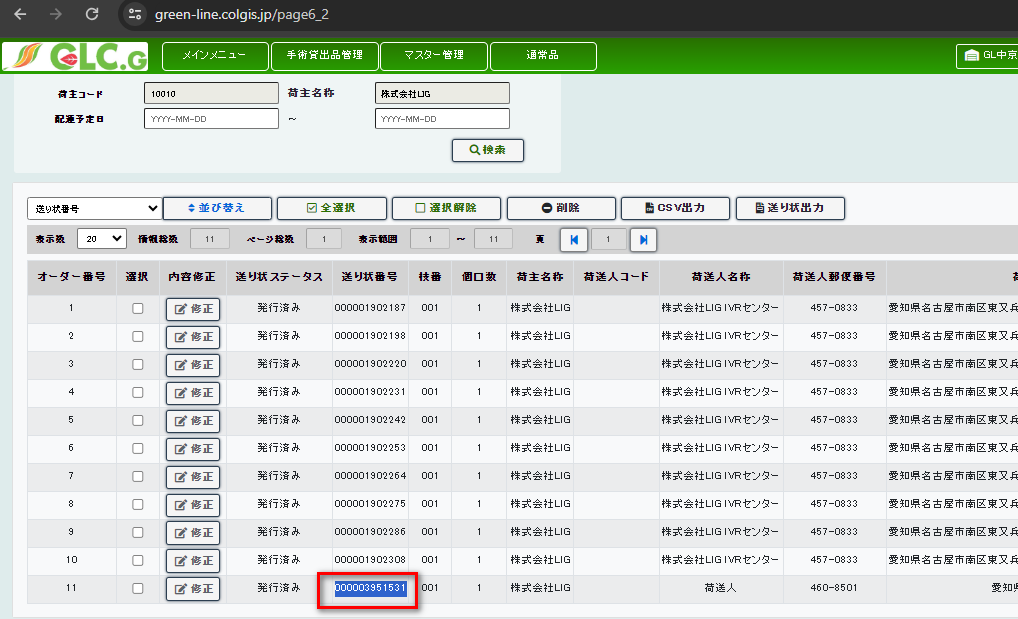 green-line.colgis.jp/page6_2
GLC.G メインメニュー 手術貸出品管理 マスター管理 通常品 GL中京
荷主コード 10010 荷主名称 株式会社LIG
配達予定日 YYYY-MM-DD ～ YYYY-MM-DD
検索
送り状番号 並び替え 全選択 選択解除 削除 CSV出力 送り状出力
表示数 20 情報総数 11 ページ総数 1 表示範囲 1 ～ 11 頁 1
オーダー番号 選択 内容修正 送り状ステータス 送り状番号 枝番 個口数 荷主名称 荷送人コード 荷送人名称 荷送人郵便番号
1 修正 発行済み 000001902187 001 1 株式会社LIG 株式会社LIG IVRセンター 457-0833 愛知県名古屋市南区東又兵
2 修正 発行済み 000001902198 001 1 株式会社LIG 株式会社LIG IVRセンター 457-0833 愛知県名古屋市南区東又兵
3 修正 発行済み 000001902220 001 1 株式会社LIG 株式会社LIG IVRセンター 457-0833 愛知県名古屋市南区東又兵
4 修正 発行済み 000001902231 001 1 株式会社LIG 株式会社LIG IVRセンター 457-0833 愛知県名古屋市南区東又兵
5 修正 発行済み 000001902242 001 1 株式会社LIG 株式会社LIG IVRセンター 457-0833 愛知県名古屋市南区東又兵
6 修正 発行済み 000001902253 001 1 株式会社LIG 株式会社LIG IVRセンター 457-0833 愛知県名古屋市南区東又兵
7 修正 発行済み 000001902264 001 1 株式会社LIG 株式会社LIG IVRセンター 457-0833 愛知県名古屋市南区東又兵
8 修正 発行済み 000001902275 001 1 株式会社LIG 株式会社LIG IVRセンター 457-0833 愛知県名古屋市南区東又兵
9 修正 発行済み 000001902286 001 1 株式会社LIG 株式会社LIG IVRセンター 457-0833 愛知県名古屋市南区東又兵
10 修正 発行済み 000001902308 001 1 株式会社LIG 株式会社LIG IVRセンター 457-0833 愛知県名古屋市南区東又兵
11 修正 発行済み 000003951531 001 1 株式会社LIG 荷送人 460-8501 愛知県